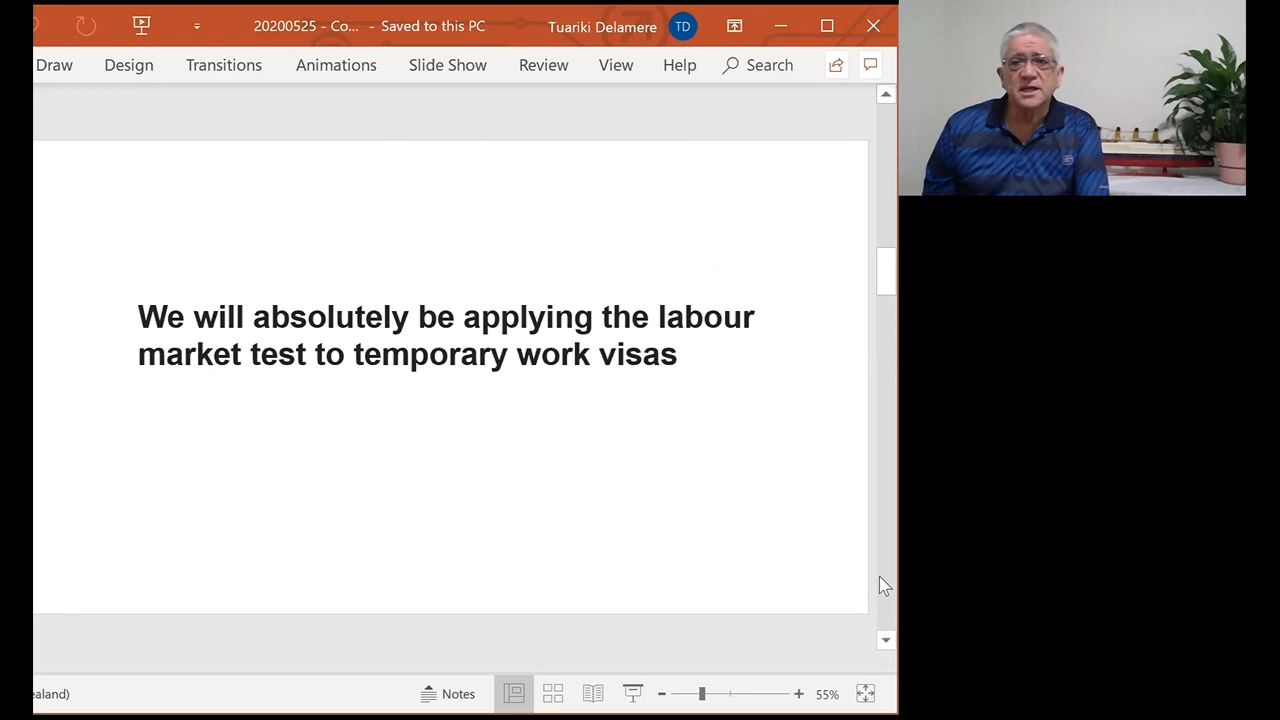 20200525 - Co... - Saved to this PC
Tuariki Delamere
TD
Draw Design Transitions Animations Slide Show Review View Help Search
We will absolutely be applying the labour
market test to temporary work visas
ealand)
Notes
55%